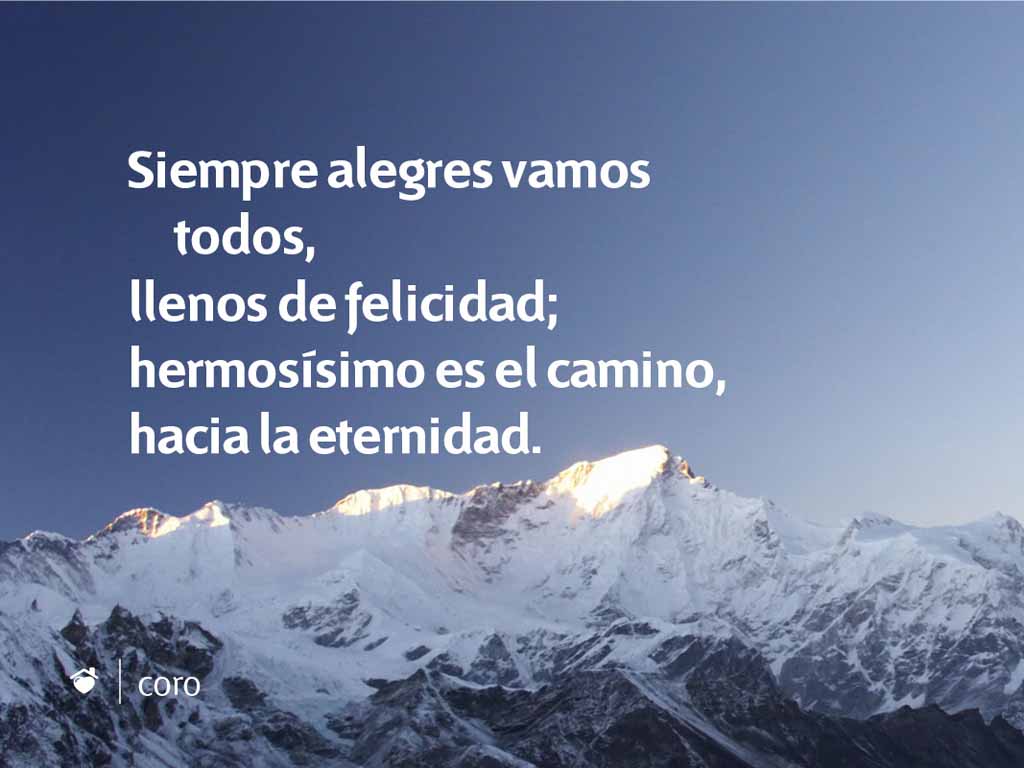 Siempre alegres vamos
todos,
llenos de felicidad;
hermosísimo es el camino,
hacia la eternidad.
coro